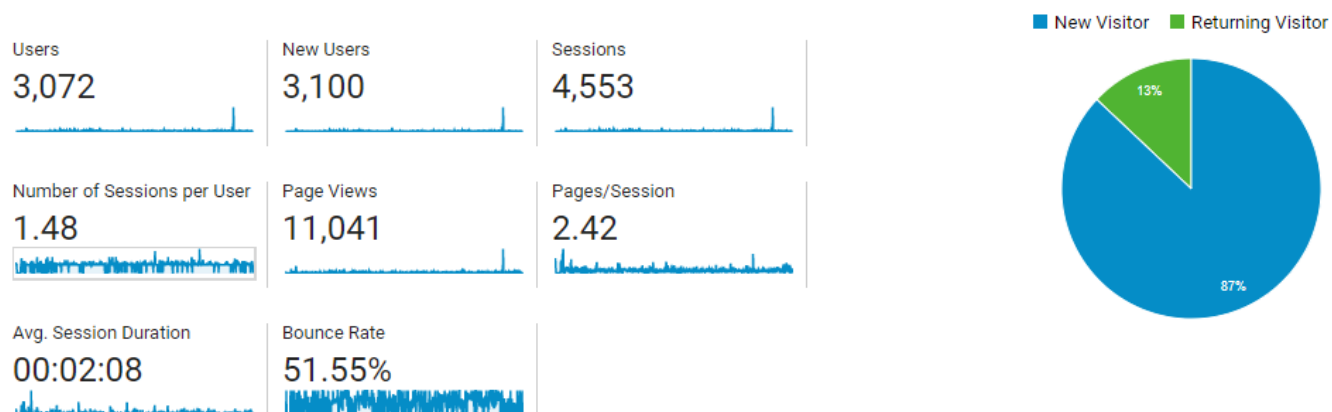 New Visitor Returning Visitor
Users New Users Sessions
3,072 3,100 4,553
13%
Number of Sessions per User Page Views Pages/Session
1.48 11,041 2.42
87%
Avg. Session Duration Bounce Rate
00:02:08 51.55%